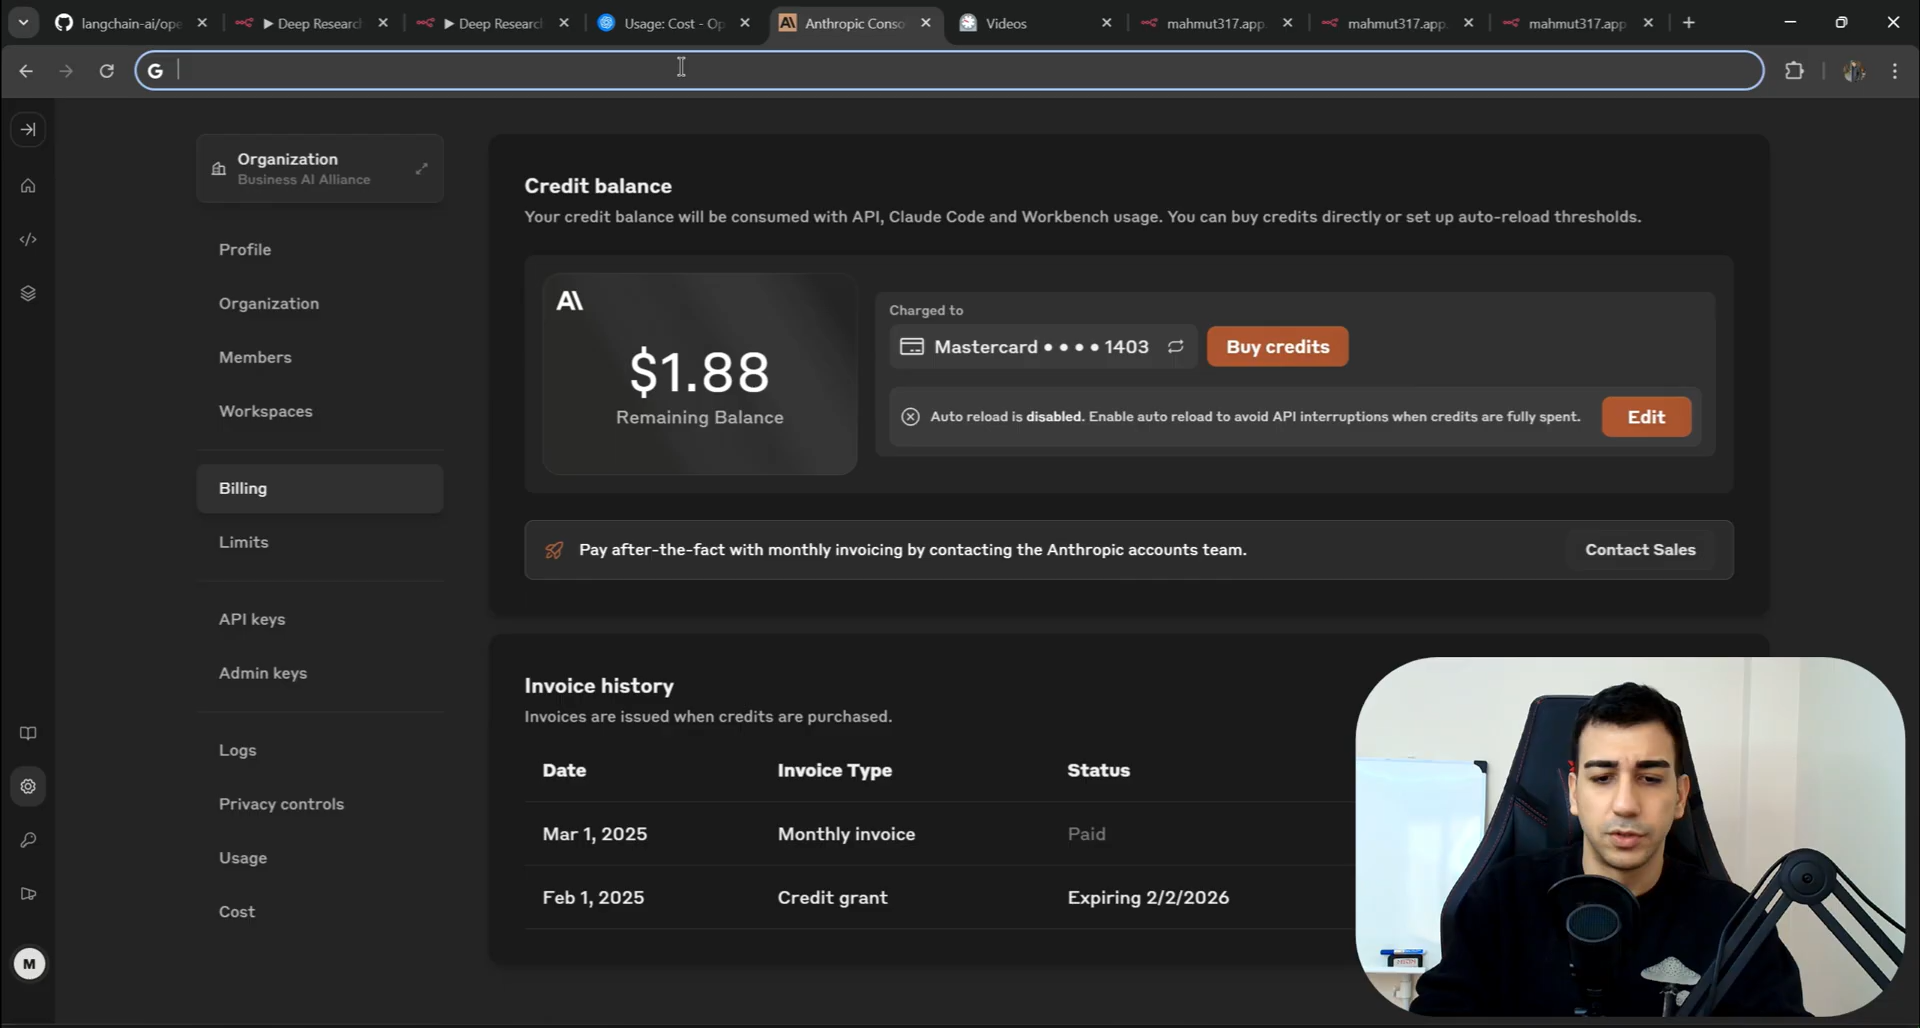 langchain-ai/ope
▶ Deep Research
▶ Deep Research
Usage: Cost - Op
Anthropic Conso
Videos
mahmut317.app.
mahmut317.app.
mahmut317.app.
Organization
Business AI Alliance
Profile
Organization
Members
Workspaces
Billing
Limits
API keys
Admin keys
Logs
Privacy controls
Usage
Cost
M
Credit balance
Your credit balance will be consumed with API, Claude Code and Workbench usage. You can buy credits directly or set up auto-reload thresholds.
$1.88
Remaining Balance
Charged to
Mastercard •••• 1403
Buy credits
Auto reload is disabled. Enable auto reload to avoid API interruptions when credits are fully spent.
Edit
Pay after-the-fact with monthly invoicing by contacting the Anthropic accounts team.
Contact Sales
Invoice history
Invoices are issued when credits are purchased.
Date Invoice Type Status
Mar 1, 2025 Monthly invoice Paid
Feb 1, 2025 Credit grant Expiring 2/2/2026